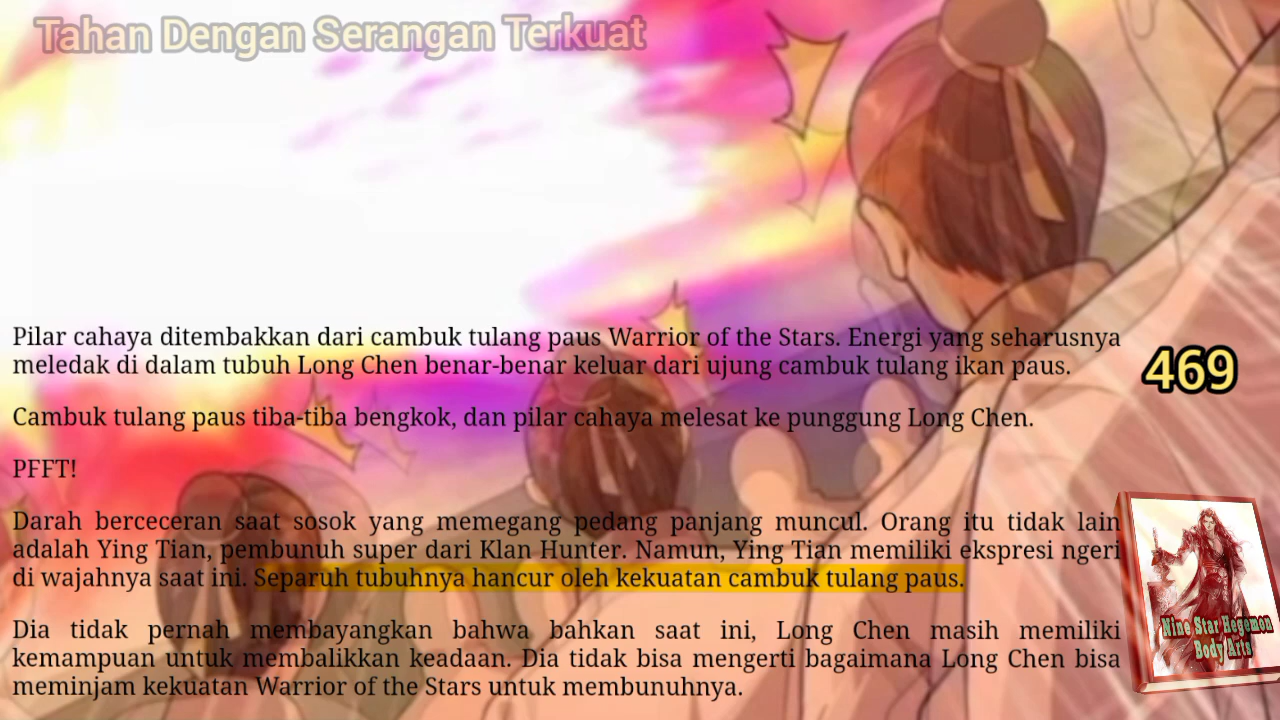 Tahan Dengan Serangan Terkuat
Pilar cahaya ditembakkan dari cambuk tulang paus Warrior of the Stars. Energi yang seharusnya
meledak di dalam tubuh Long Chen benar-benar keluar dari ujung cambuk tulang ikan paus.
469
Cambuk tulang paus tiba-tiba bengkok, dan pilar cahaya melesat ke punggung Long Chen.
PFFT!
Darah berceceran saat sosok yang memegang pedang panjang muncul. Orang itu tidak lain
adalah Ying Tian, pembunuh super dari Klan Hunter. Namun, Ying Tian memiliki ekspresi ngeri
di wajahnya saat ini. Separuh tubuhnya hancur oleh kekuatan cambuk tulang paus.
Dia tidak pernah membayangkan bahwa bahkan saat ini, Long Chen masih memiliki
kemampuan untuk membalikkan keadaan. Dia tidak bisa mengerti bagaimana Long Chen bisa
meminjam kekuatan Warrior of the Stars untuk membunuhnya.
Nine Star Hegemon
Body Arts